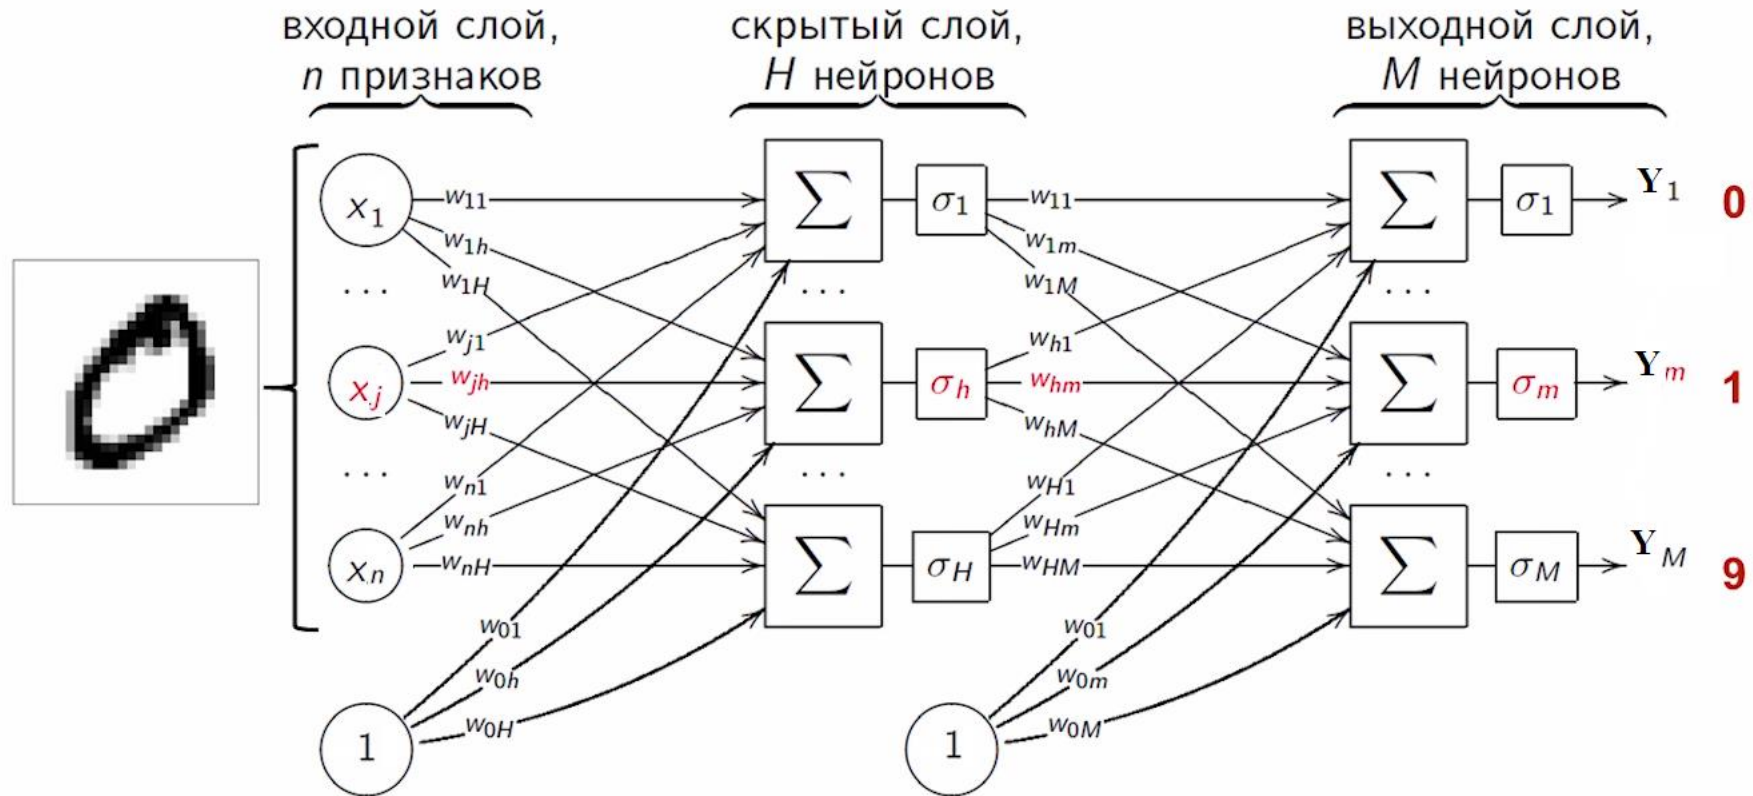 входной слой,
n признаков
скрытый слой,
H нейронов
выходной слой,
M нейронов
x₁
w₁₁
w₁ₕ
w₁H
∑
σ₁
w₁₁
w₁ₘ
w₁M
∑
σ₁
Y₁
0
. . .
. . .
. . .
xⱼ
wⱼ₁
wⱼₕ
wⱼH
∑
σₕ
wₕ₁
wₕₘ
wₕM
∑
σₘ
Yₘ
1
. . .
. . .
. . .
xₙ
wₙ₁
wₙₕ
wₙH
∑
σH
wH₁
wHₘ
wHM
∑
σM
YM
9
w₀₁
w₀ₕ
w₀H
1
w₀₁
w₀ₘ
w₀M
1